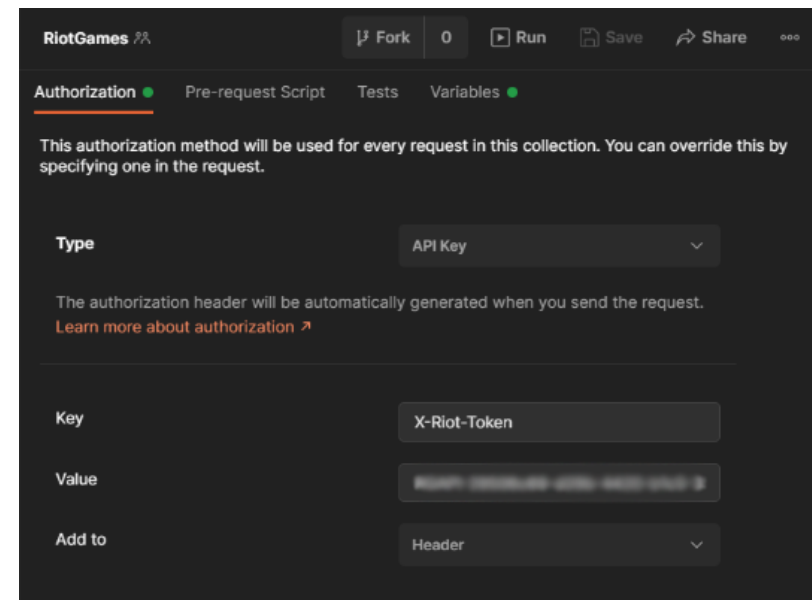 RiotGames Fork 0 Run Save Share
Authorization Pre-request Script Tests Variables
This authorization method will be used for every request in this collection. You can override this by
specifying one in the request.
Type API Key
The authorization header will be automatically generated when you send the request.
Learn more about authorization ↗
Key X-Riot-Token
Value
Add to Header